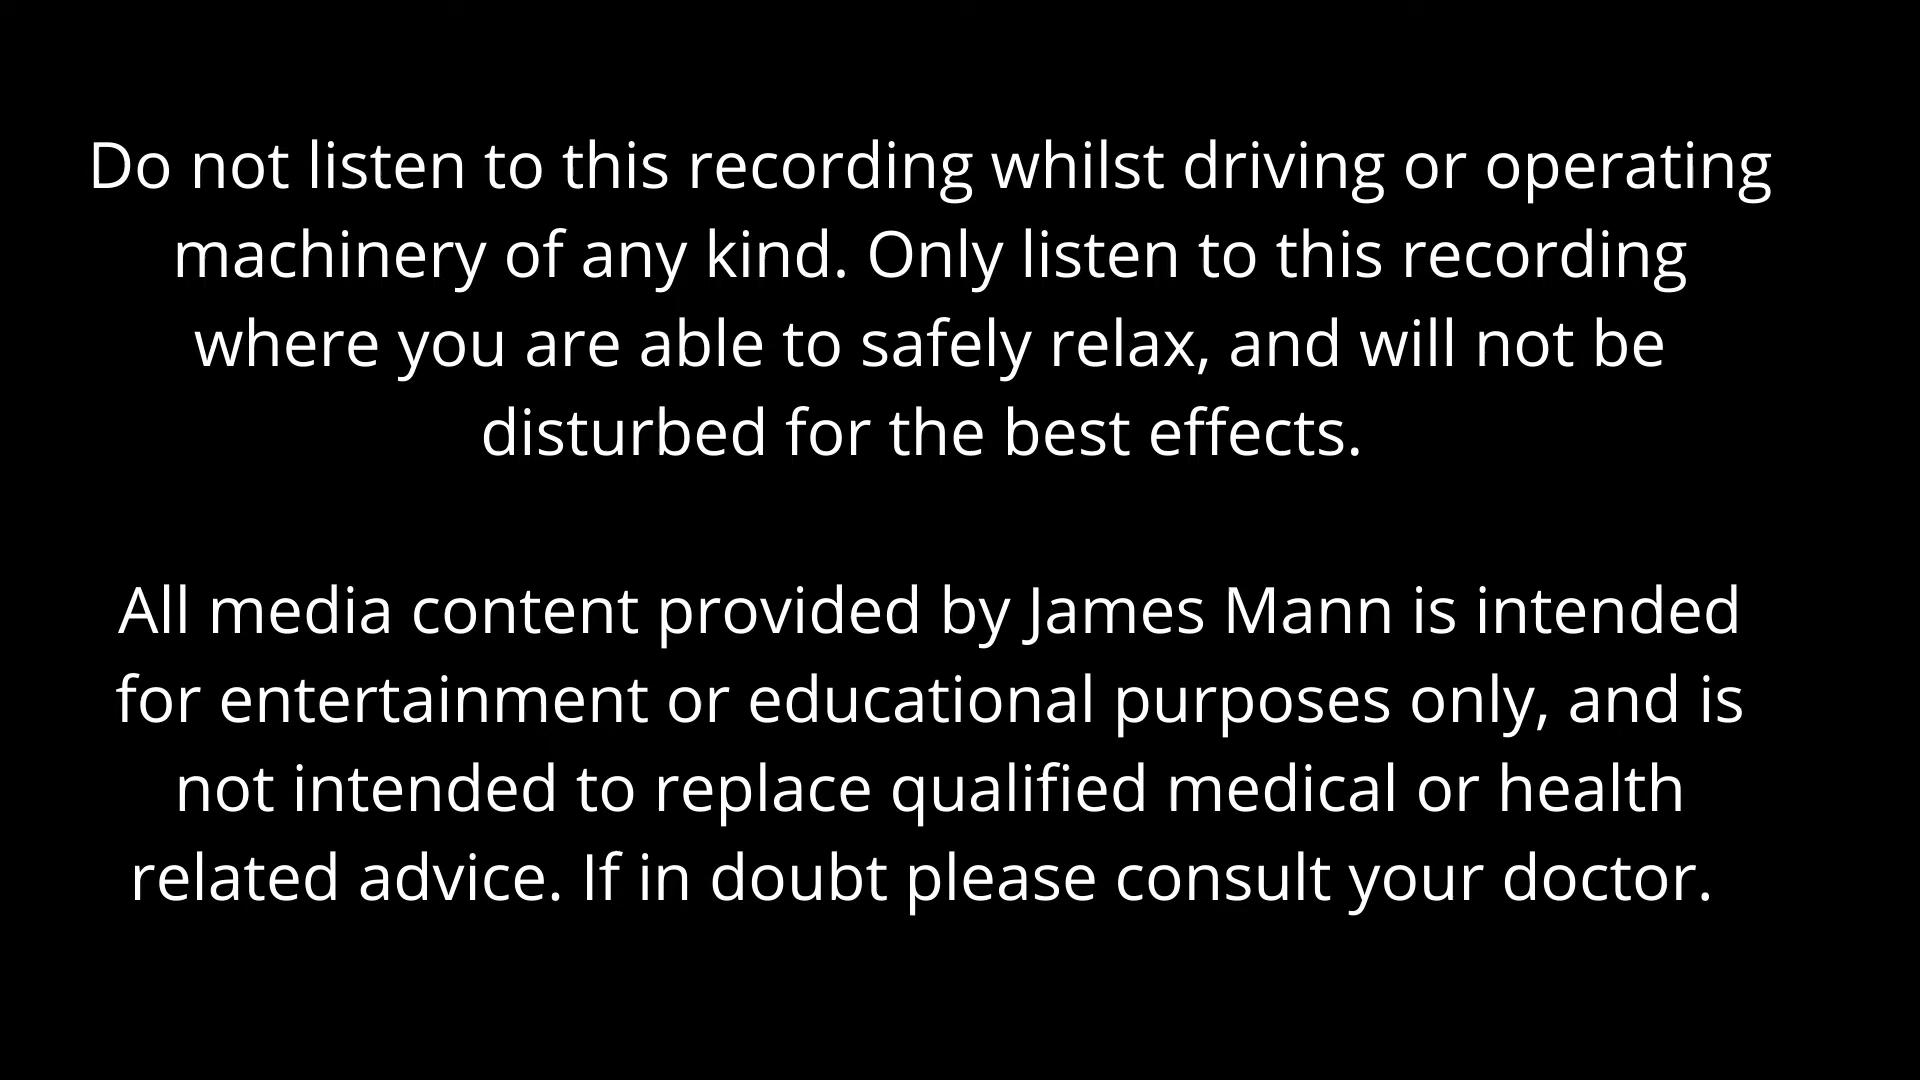 Do not listen to this recording whilst driving or operating
machinery of any kind. Only listen to this recording
where you are able to safely relax, and will not be
disturbed for the best effects.
All media content provided by James Mann is intended
for entertainment or educational purposes only, and is
not intended to replace qualified medical or health
related advice. If in doubt please consult your doctor.